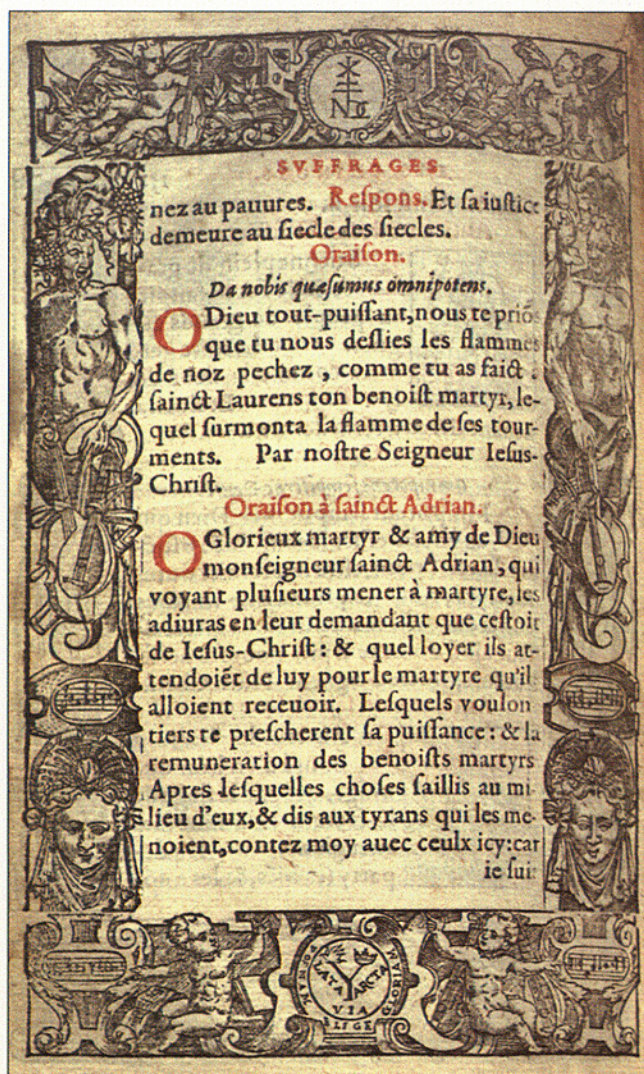 SVFFRAGES
nez au pauures. Reſpons. Et ſa iuſtice
demeure au ſiecle des ſiecles.
Oraiſon.
Da nobis quæſumus omnipotens.
O Dieu tout-puiſſant, nous te priõs
que tu nous deſlies les flammes
de noz pechez, comme tu as faict
ſainct Laurens ton benoiſt martyr, le-
quel ſurmonta la flamme de ſes tour-
ments. Par noſtre Seigneur Ieſus-
Chriſt.
Oraiſon à ſainct Adrian.
O Glorieux martyr & amy de Dieu
monſeigneur ſainct Adrian, qui
voyant pluſieurs mener à martyre, les
adiuras en leur demandant que ceſtoit
de Ieſus-Chriſt: & quel loyer ils at-
tendoiẽt de luy pour le martyre qu'il
alloient receuoir. Leſquels voulon
tiers te preſcherent ſa puiſſance: & la
remuneration des benoiſts martyrs
Apres leſquelles choſes ſaillis au mi
lieu d'eux, & dis aux tyrans qui les me
noient, contez moy auec ceulx icy: car
ie ſuis
LATA ARCTA
VIA